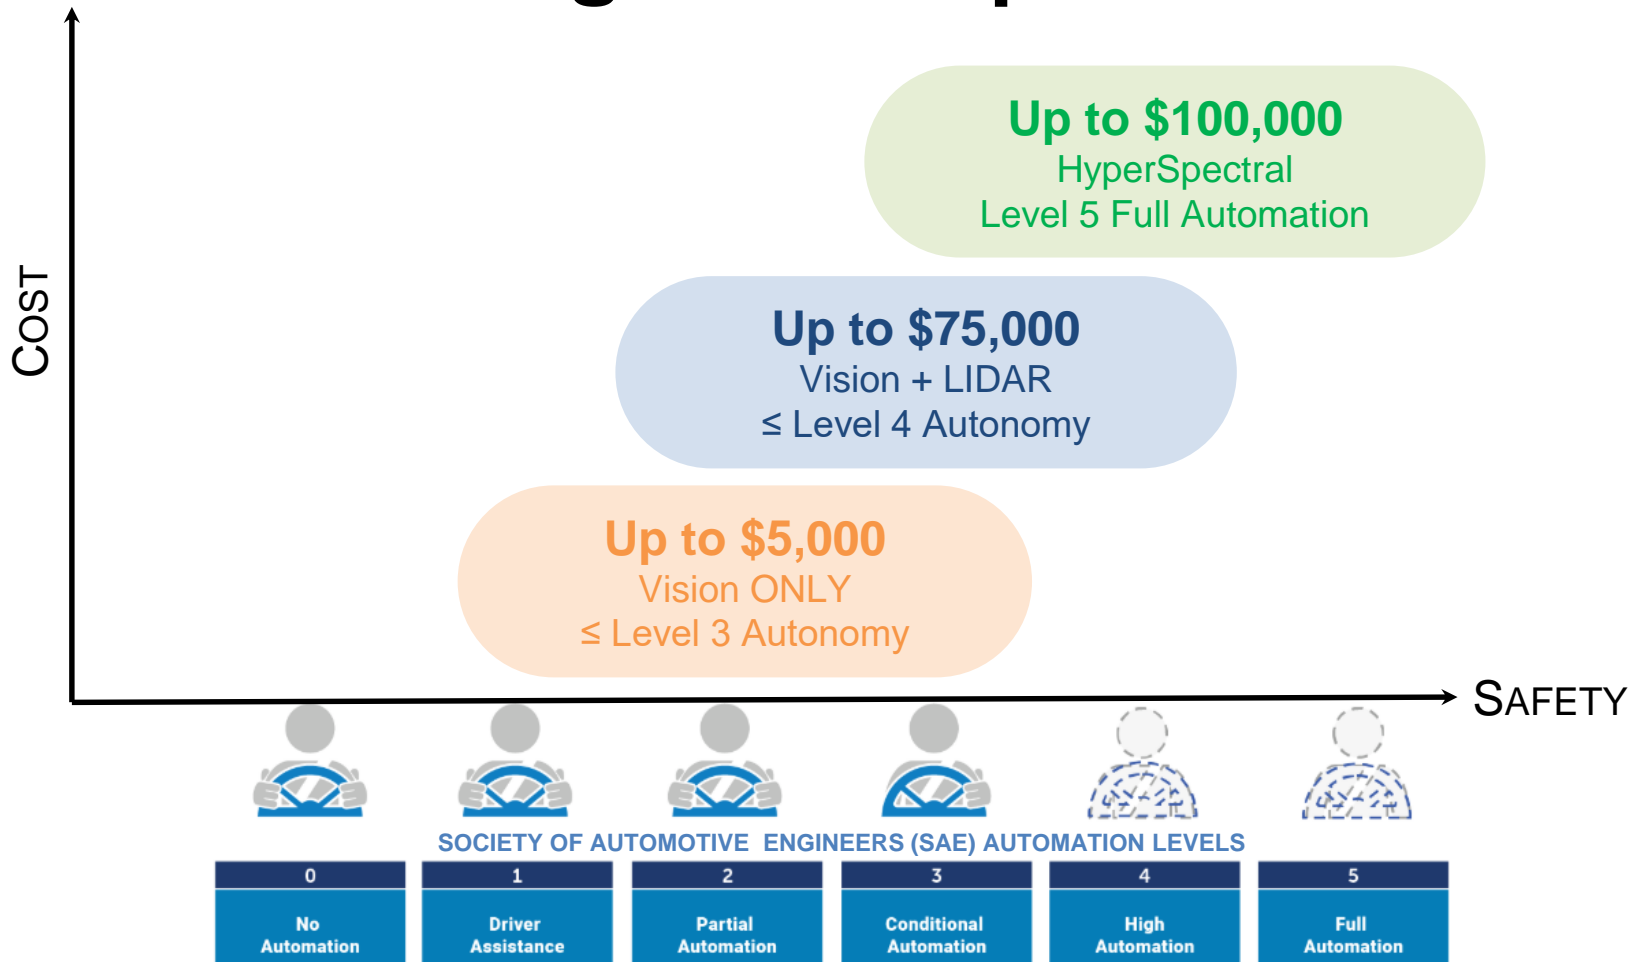 Up to $100,000
HyperSpectral
Level 5 Full Automation
Up to $75,000
Vision + LIDAR
≤ Level 4 Autonomy
Up to $5,000
Vision ONLY
≤ Level 3 Autonomy
COST
SAFETY
SOCIETY OF AUTOMOTIVE ENGINEERS (SAE) AUTOMATION LEVELS
0
No
Automation
1
Driver
Assistance
2
Partial
Automation
3
Conditional
Automation
4
High
Automation
5
Full
Automation